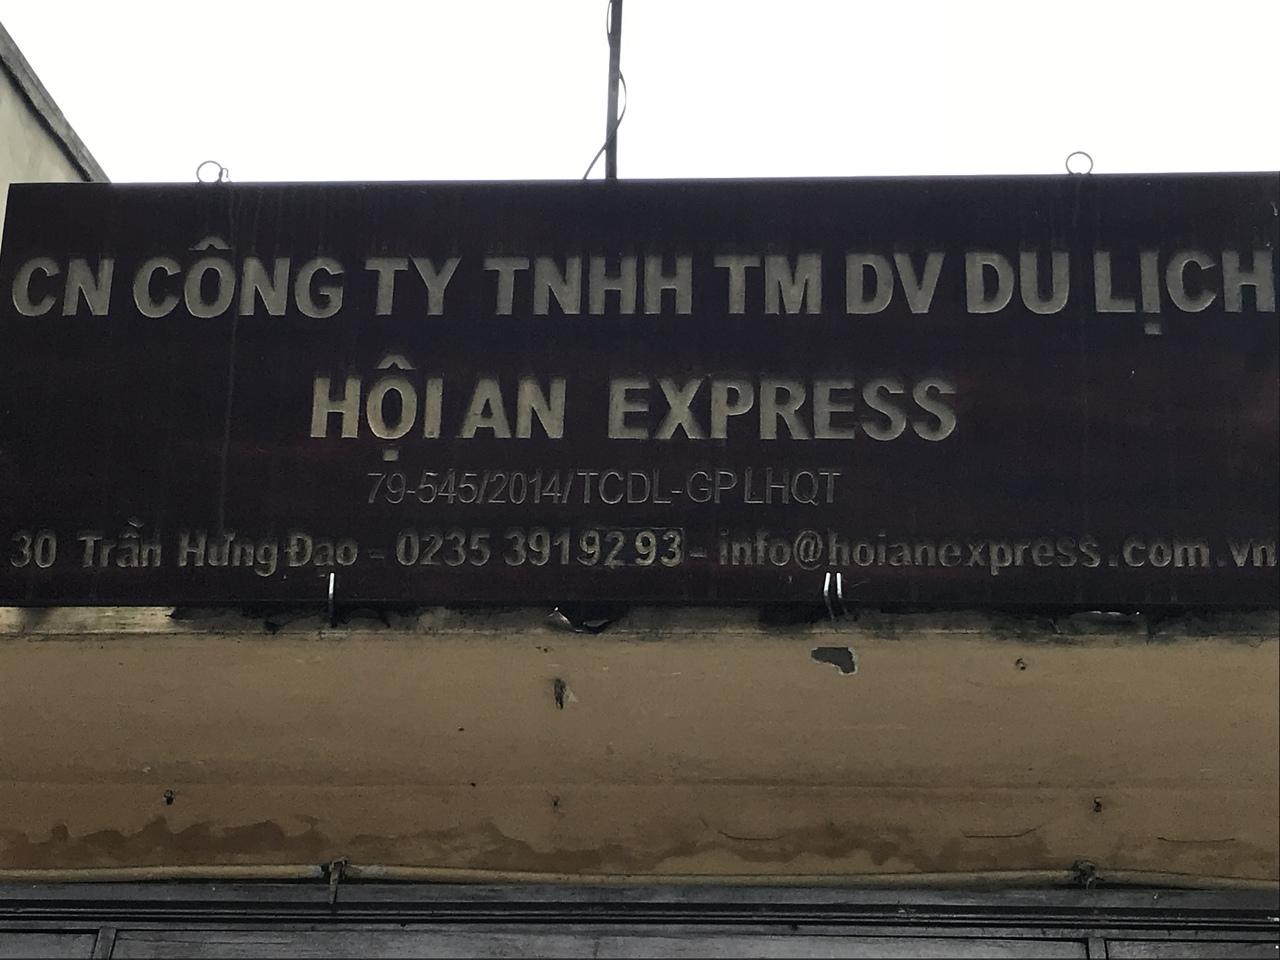 CN CÔNG TY TNHH TM DV DU LỊCH
HỘI AN EXPRESS
79-545/2014/TCDL-GP LHQT
30 Trần Hưng Đạo - 0235 3919293 - info@hoianexpress.com.vn